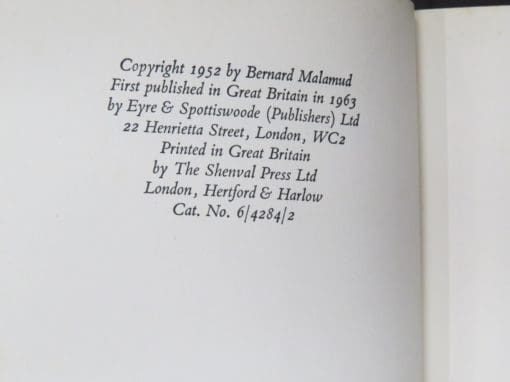 Copyright 1952 by Bernard Malamud
First published in Great Britain in 1963
by Eyre & Spottiswoode (Publishers) Ltd
22 Henrietta Street, London, WC2
Printed in Great Britain
by The Shenval Press Ltd
London, Hertford & Harlow
Cat. No. 6/4284/2